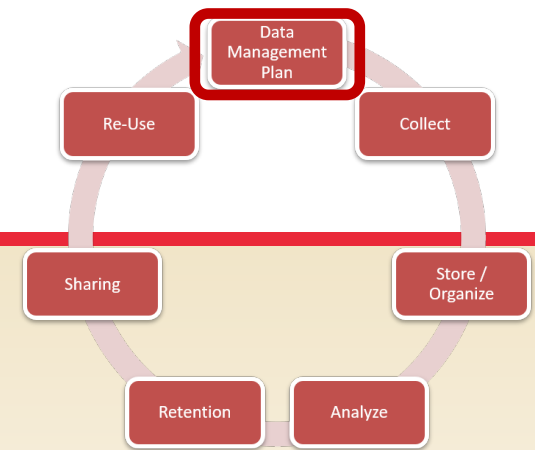 Data
Management
Plan
Collect
Store /
Organize
Analyze
Retention
Sharing
Re-Use